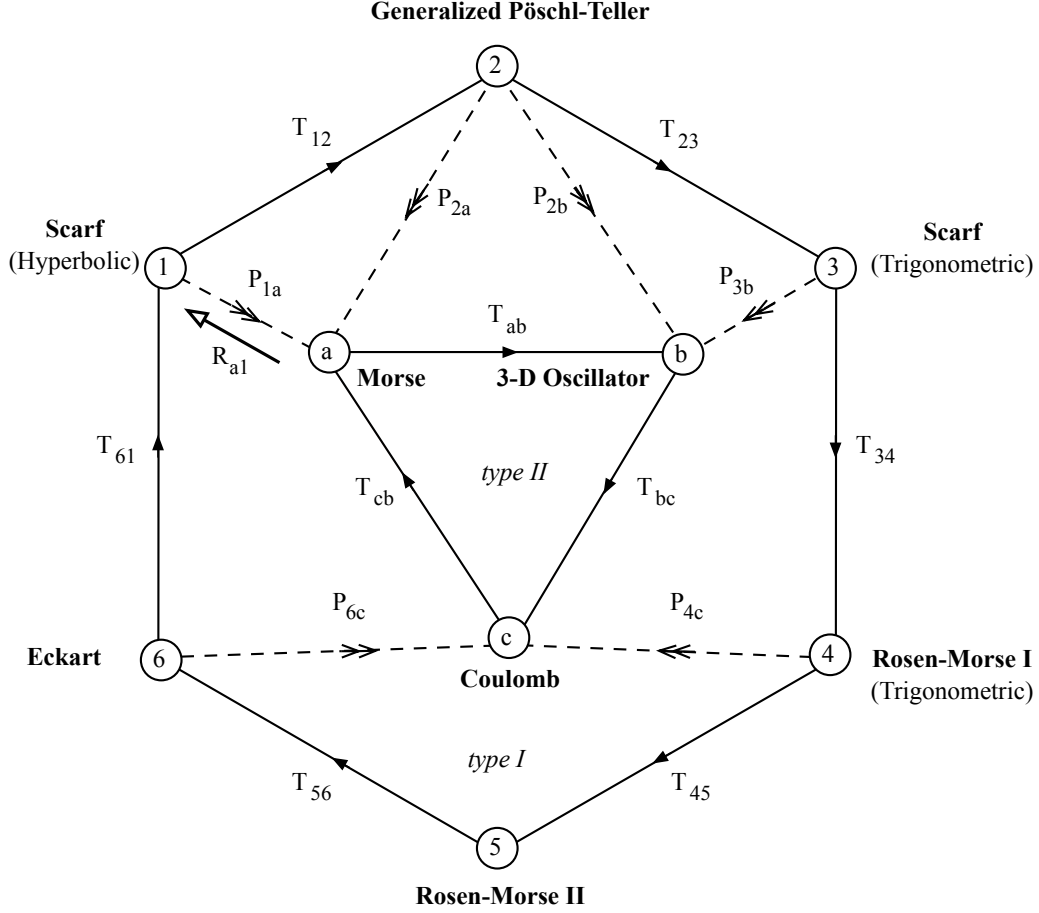 Generalized Pöschl-Teller
2
T12
T23
P2a
P2b
Scarf
(Hyperbolic)
1
Scarf
(Trigonometric)
3
P1a
P3b
Tab
Ra1
a
b
Morse
3-D Oscillator
T61
T34
type II
Tcb
Tbc
P6c
P4c
c
Eckart
6
4
Rosen-Morse I
(Trigonometric)
Coulomb
type I
T56
T45
5
Rosen-Morse II